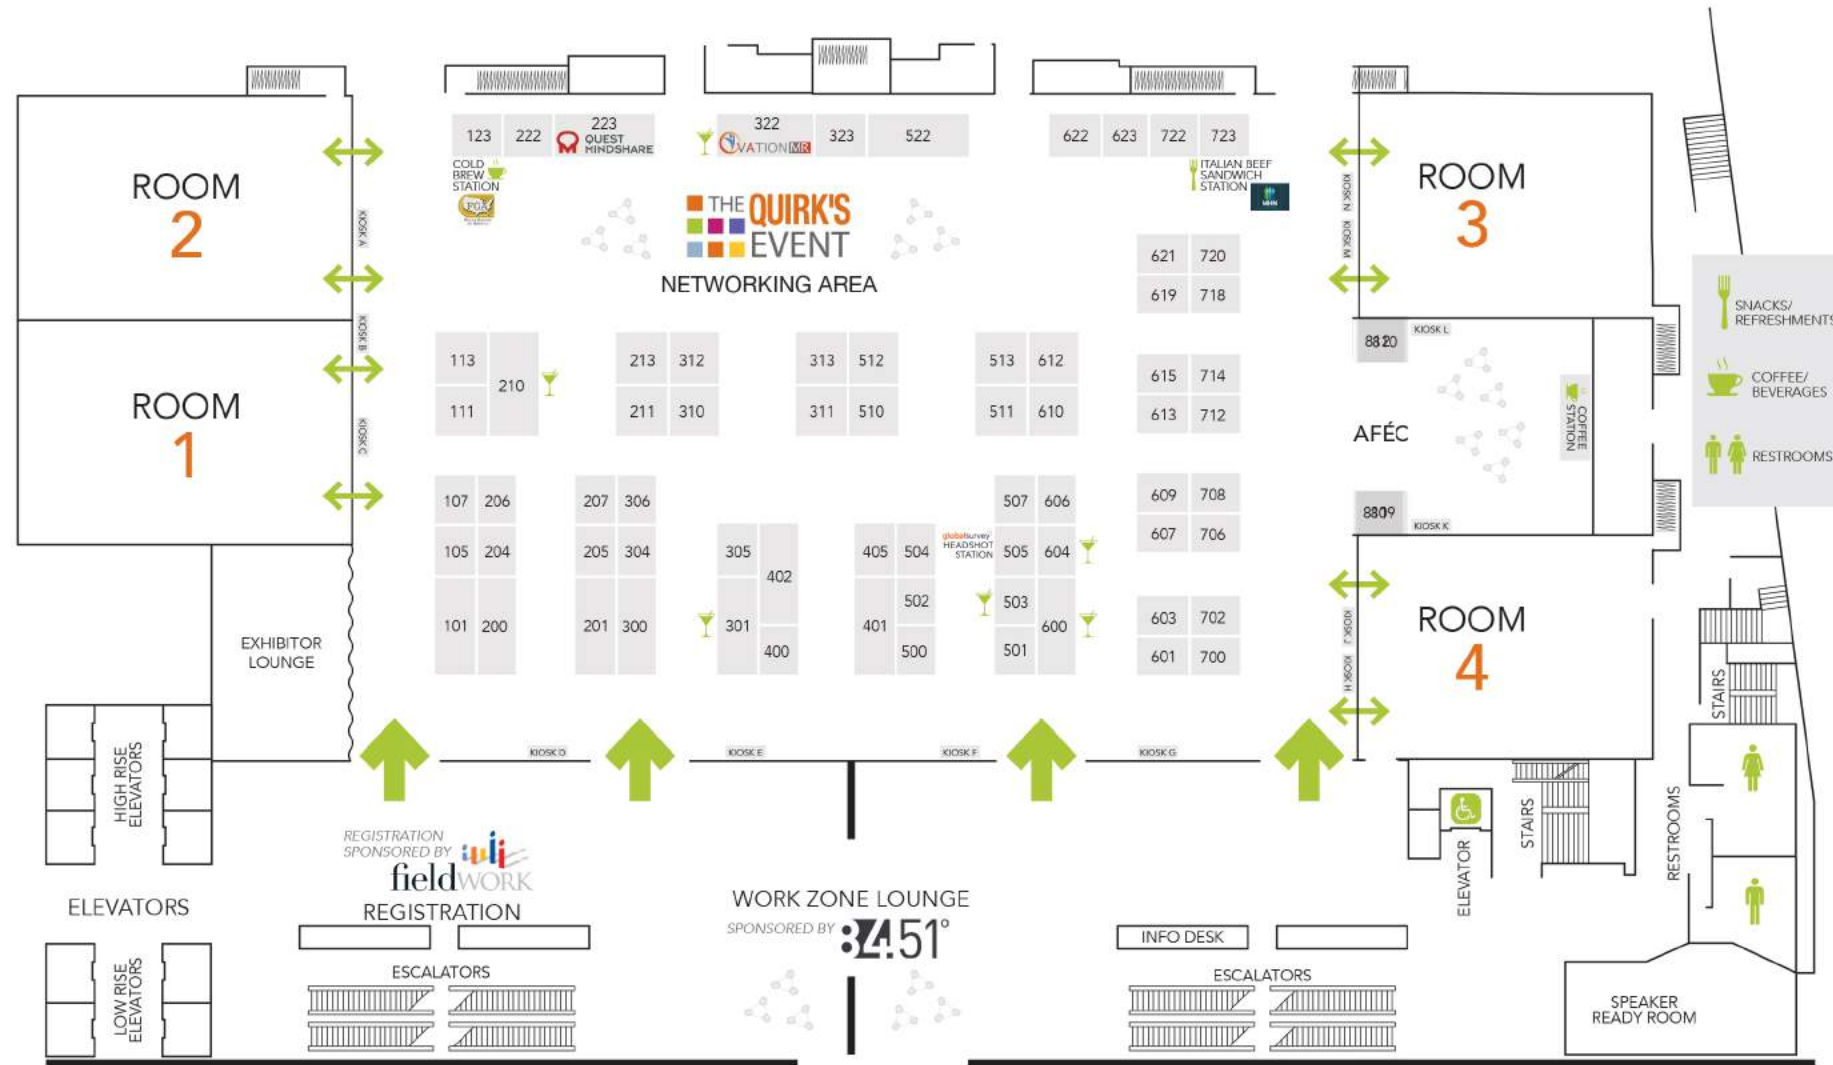 123
222
223
QUEST
MINDSHARE
322
OVATIONMR
323
522
622
623
722
723
COLD
BREW
STATION
ITALIAN BEEF
SANDWICH
STATION
ROOM
2
KIOSK A
THE QUIRK'S
EVENT
NETWORKING AREA
621
720
619
718
KIOSK N
KIOSK M
ROOM
3
SNACKS/
REFRESHMENTS
COFFEE/
BEVERAGES
RESTROOMS
KIOSK B
ROOM
1
KIOSK C
113
210
111
213
312
211
310
313
512
311
510
513
612
511
610
615
714
613
712
KIOSK L
AFÉC
COFFEE
STATION
KIOSK K
107
206
105
204
101
200
207
306
205
304
201
300
305
402
301
400
405
504
502
401
500
globalsurvey
HEADSHOT
STATION
507
606
505
604
503
600
501
609
708
607
706
603
702
601
700
KIOSK J
KIOSK H
ROOM
4
EXHIBITOR
LOUNGE
KIOSK D
KIOSK E
KIOSK F
KIOSK G
HIGH RISE
ELEVATORS
ELEVATORS
LOW RISE
ELEVATORS
REGISTRATION
SPONSORED BY
fieldWORK
REGISTRATION
ESCALATORS
WORK ZONE LOUNGE
SPONSORED BY 84.51°
INFO DESK
ESCALATORS
ELEVATOR
STAIRS
STAIRS
RESTROOMS
SPEAKER
READY ROOM